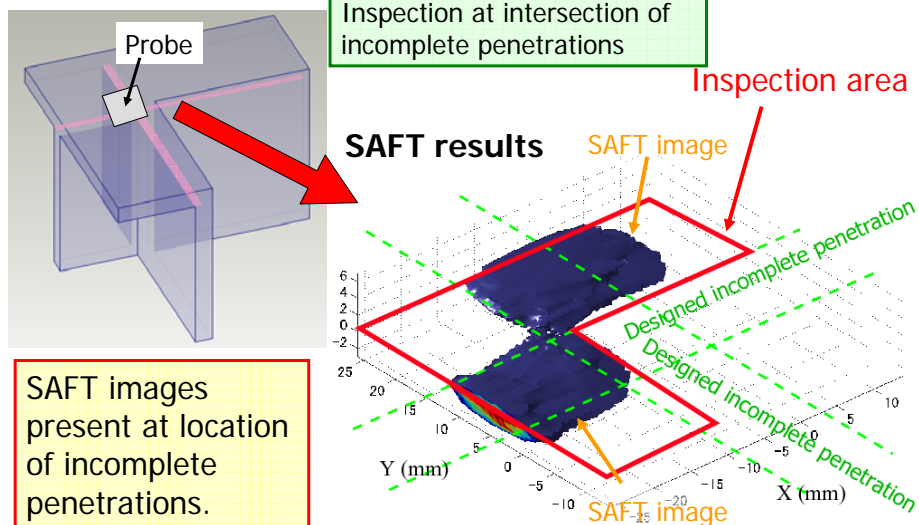 Inspection at intersection of
incomplete penetrations
Probe
Inspection area
SAFT results
SAFT image
Designed incomplete penetration
Designed incomplete penetration
6
4
2
0
-2
25
20
15
10
5
0
-5
-10
Y (mm)
-25
-20
-15
-10
-5
0
5
10
X (mm)
SAFT image
SAFT images
present at location
of incomplete
penetrations.